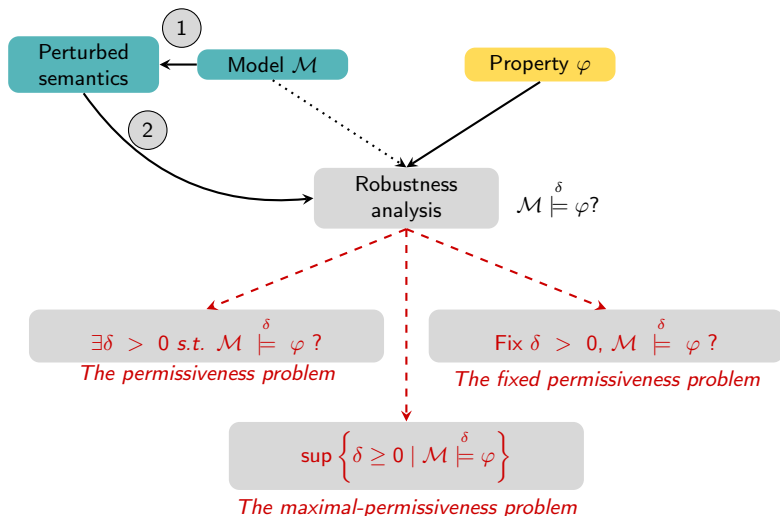 1
Perturbed
semantics
Model ℳ
Property φ
2
Robustness
analysis
ℳ ⊨^δ φ?
∃δ > 0 s.t. ℳ ⊨^δ φ ?
The permissiveness problem
Fix δ > 0, ℳ ⊨^δ φ ?
The fixed permissiveness problem
sup {δ ≥ 0 | ℳ ⊨^δ φ}
The maximal-permissiveness problem